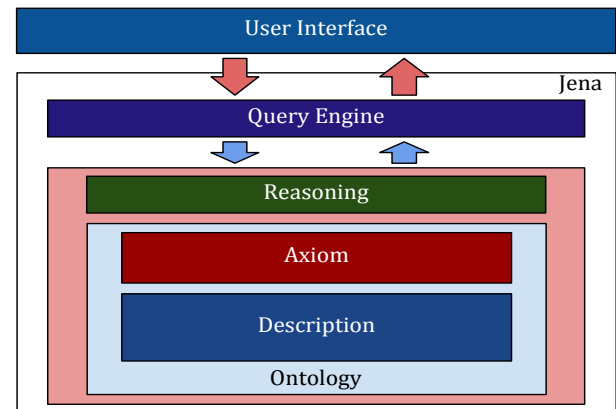 User Interface
Jena
Query Engine
Reasoning
Axiom
Description
Ontology